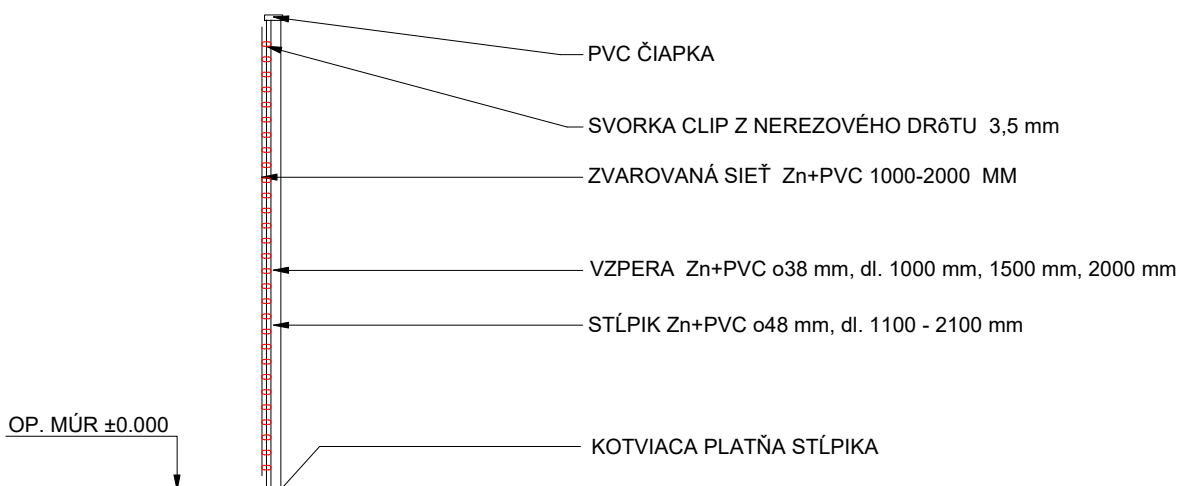 PVC ČIAPKA
SVORKA CLIP Z NEREZOVÉHO DRôTU 3,5 mm
ZVAROVANÁ SIEŤ Zn+PVC 1000-2000 MM
VZPERA Zn+PVC o38 mm, dl. 1000 mm, 1500 mm, 2000 mm
STĹPIK Zn+PVC o48 mm, dl. 1100 - 2100 mm
OP. MÚR ±0.000
KOTVIACA PLATŇA STĹPIKA